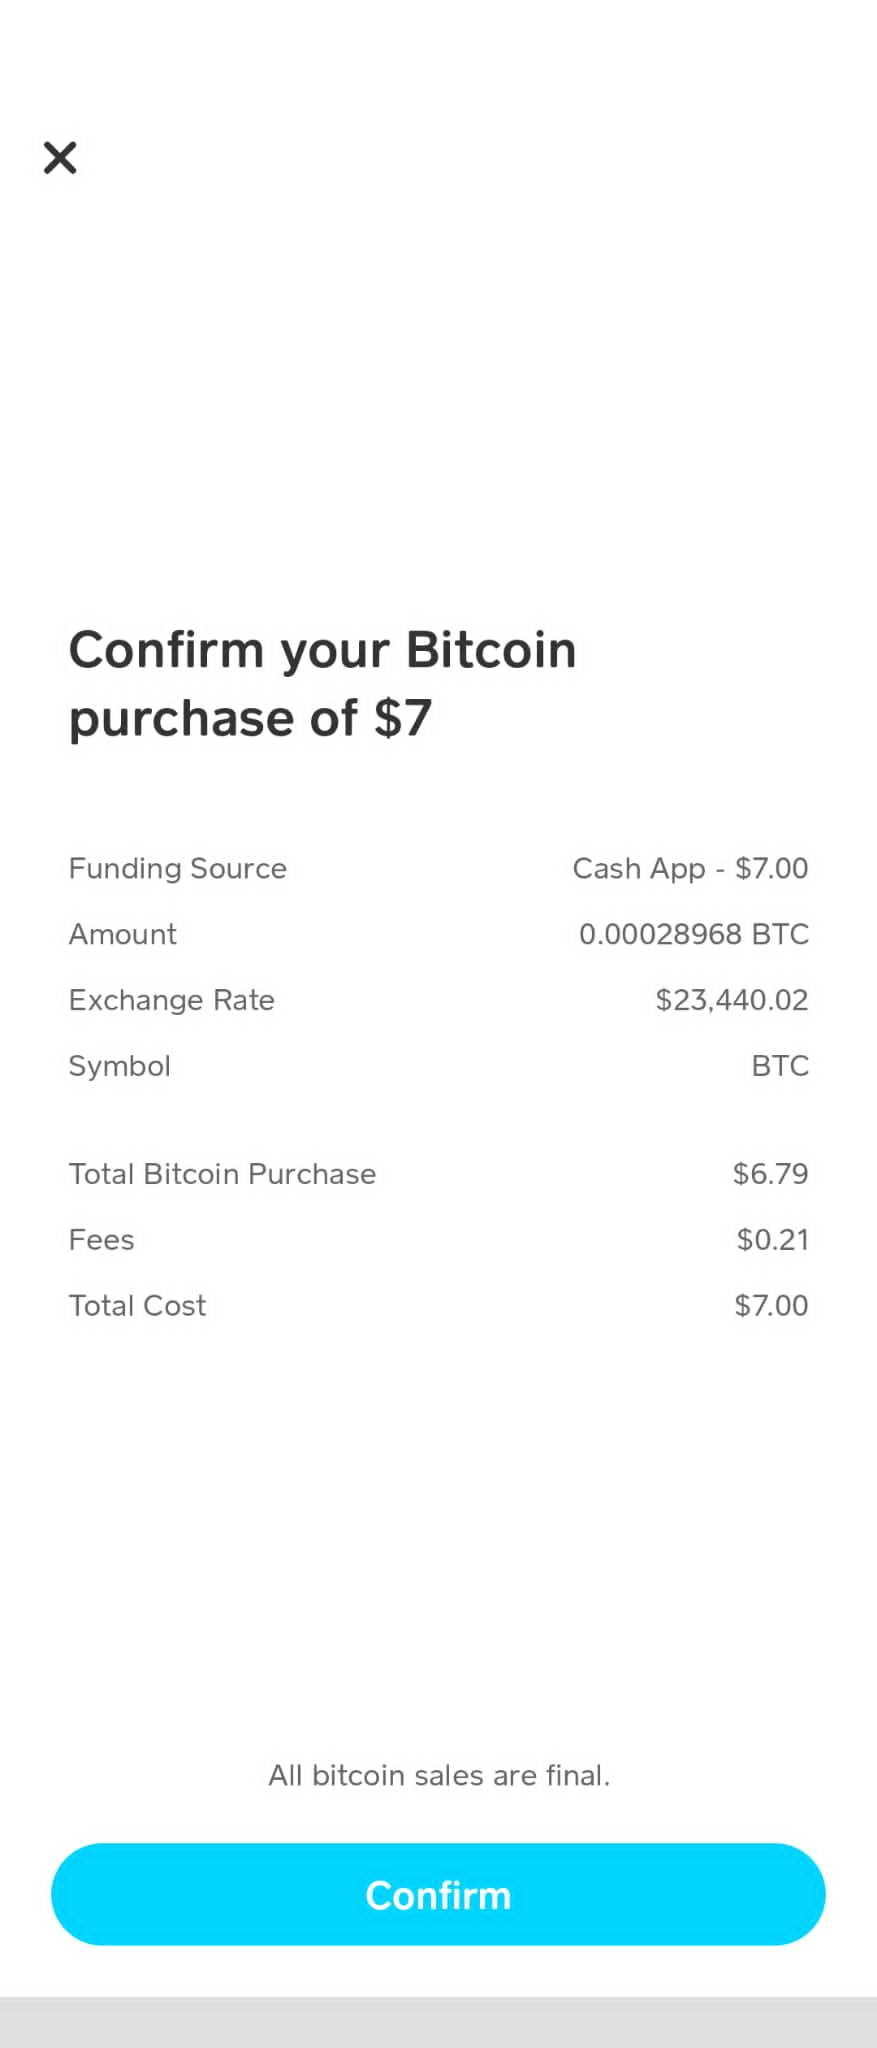 Confirm your Bitcoin
purchase of $7
Funding Source Cash App - $7.00
Amount 0.00028968 BTC
Exchange Rate $23,440.02
Symbol BTC
Total Bitcoin Purchase $6.79
Fees $0.21
Total Cost $7.00
All bitcoin sales are final.
Confirm